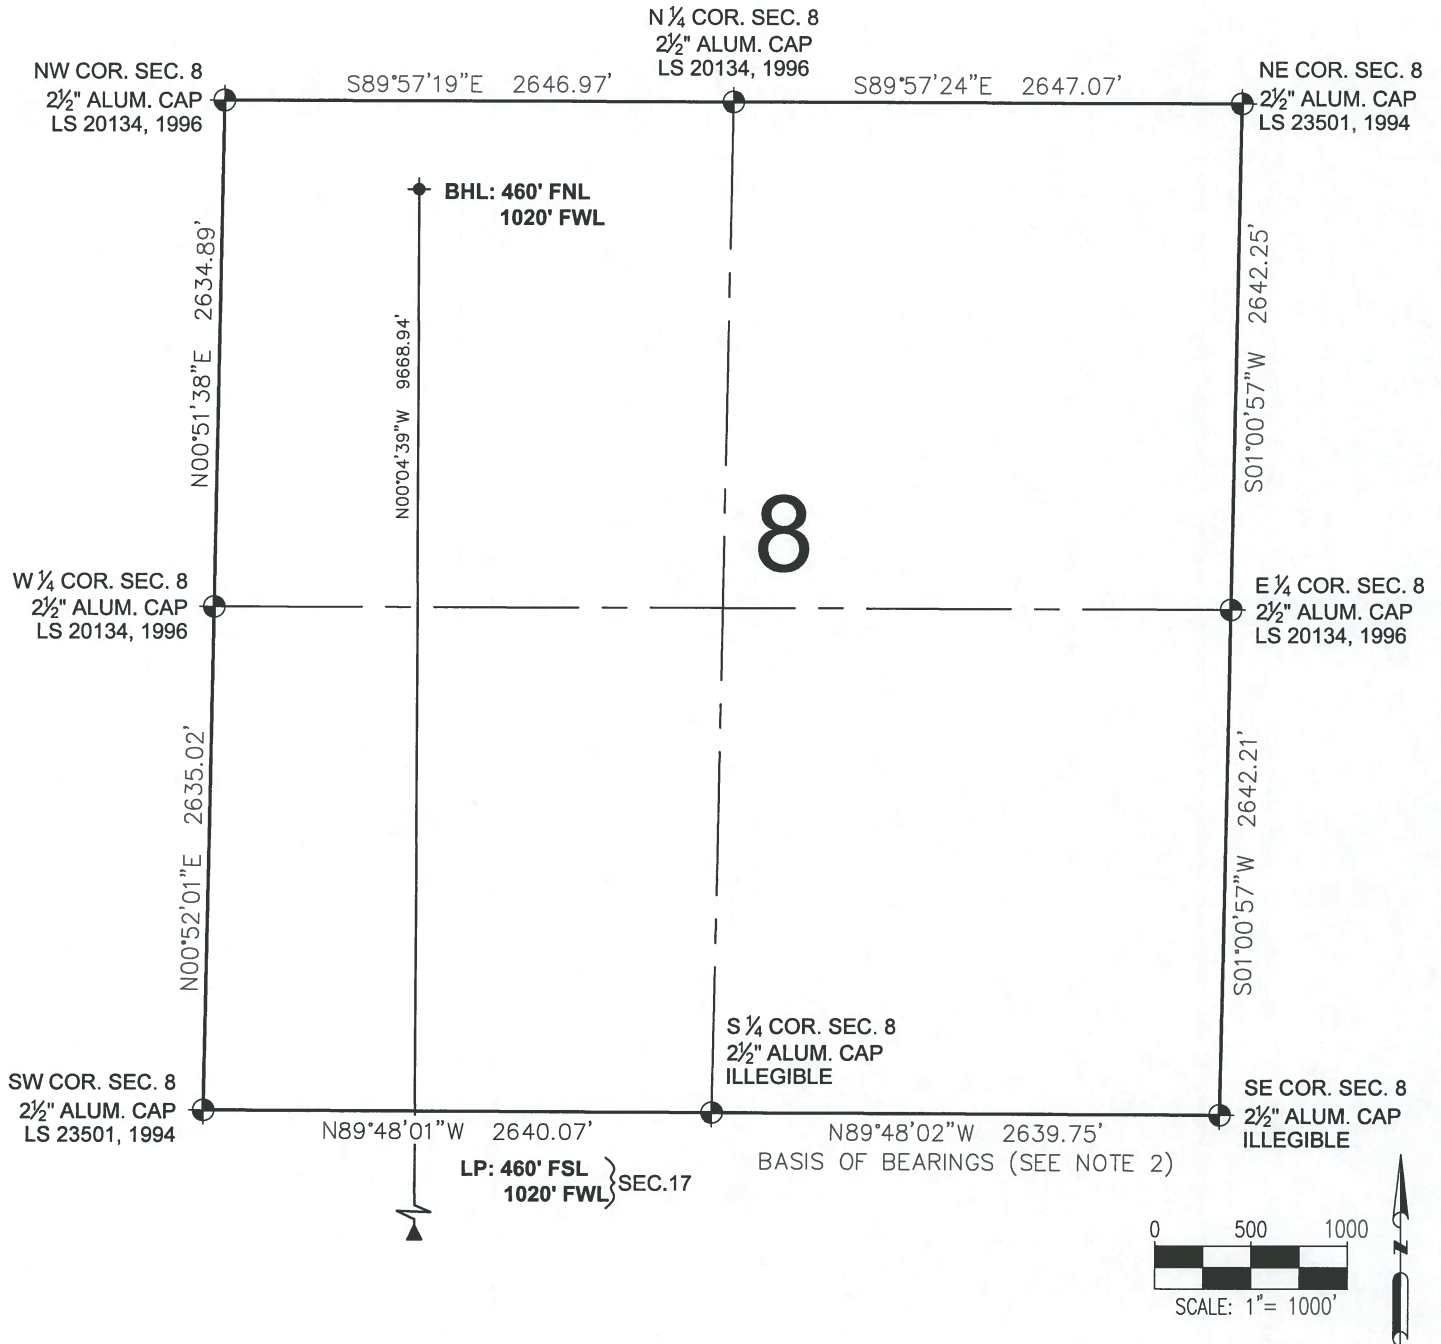 N ¼ COR. SEC. 8
2½" ALUM. CAP
LS 20134, 1996
NW COR. SEC. 8
2½" ALUM. CAP
LS 20134, 1996
S89°57'19"E 2646.97'
S89°57'24"E 2647.07'
NE COR. SEC. 8
2½" ALUM. CAP
LS 23501, 1994
BHL: 460' FNL
1020' FWL
N00°51'38"E 2634.89'
N00°04'39"W 9668.94'
S01°00'57"W 2642.25'
8
W ¼ COR. SEC. 8
2½" ALUM. CAP
LS 20134, 1996
E ¼ COR. SEC. 8
2½" ALUM. CAP
LS 20134, 1996
N00°52'01"E 2635.02'
S01°00'57"W 2642.21'
S ¼ COR. SEC. 8
2½" ALUM. CAP
ILLEGIBLE
SW COR. SEC. 8
2½" ALUM. CAP
LS 23501, 1994
SE COR. SEC. 8
2½" ALUM. CAP
ILLEGIBLE
N89°48'01"W 2640.07'
N89°48'02"W 2639.75'
BASIS OF BEARINGS (SEE NOTE 2)
LP: 460' FSL
1020' FWL
SEC.17
0 500 1000
SCALE: 1"= 1000'
N